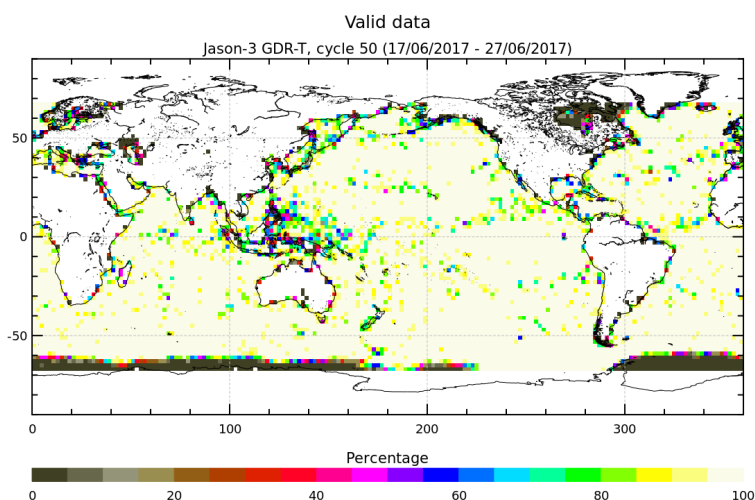 Valid data
Jason-3 GDR-T, cycle 50 (17/06/2017 - 27/06/2017)
50
0
-50
0 100 200 300
Percentage
0 20 40 60 80 100